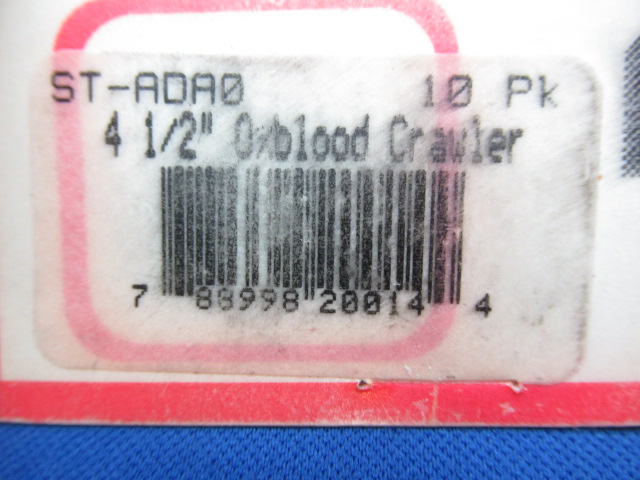 ST-ADA0 10 Pk
4 1/2" Oxblood Crawler
7 88998 20014 4